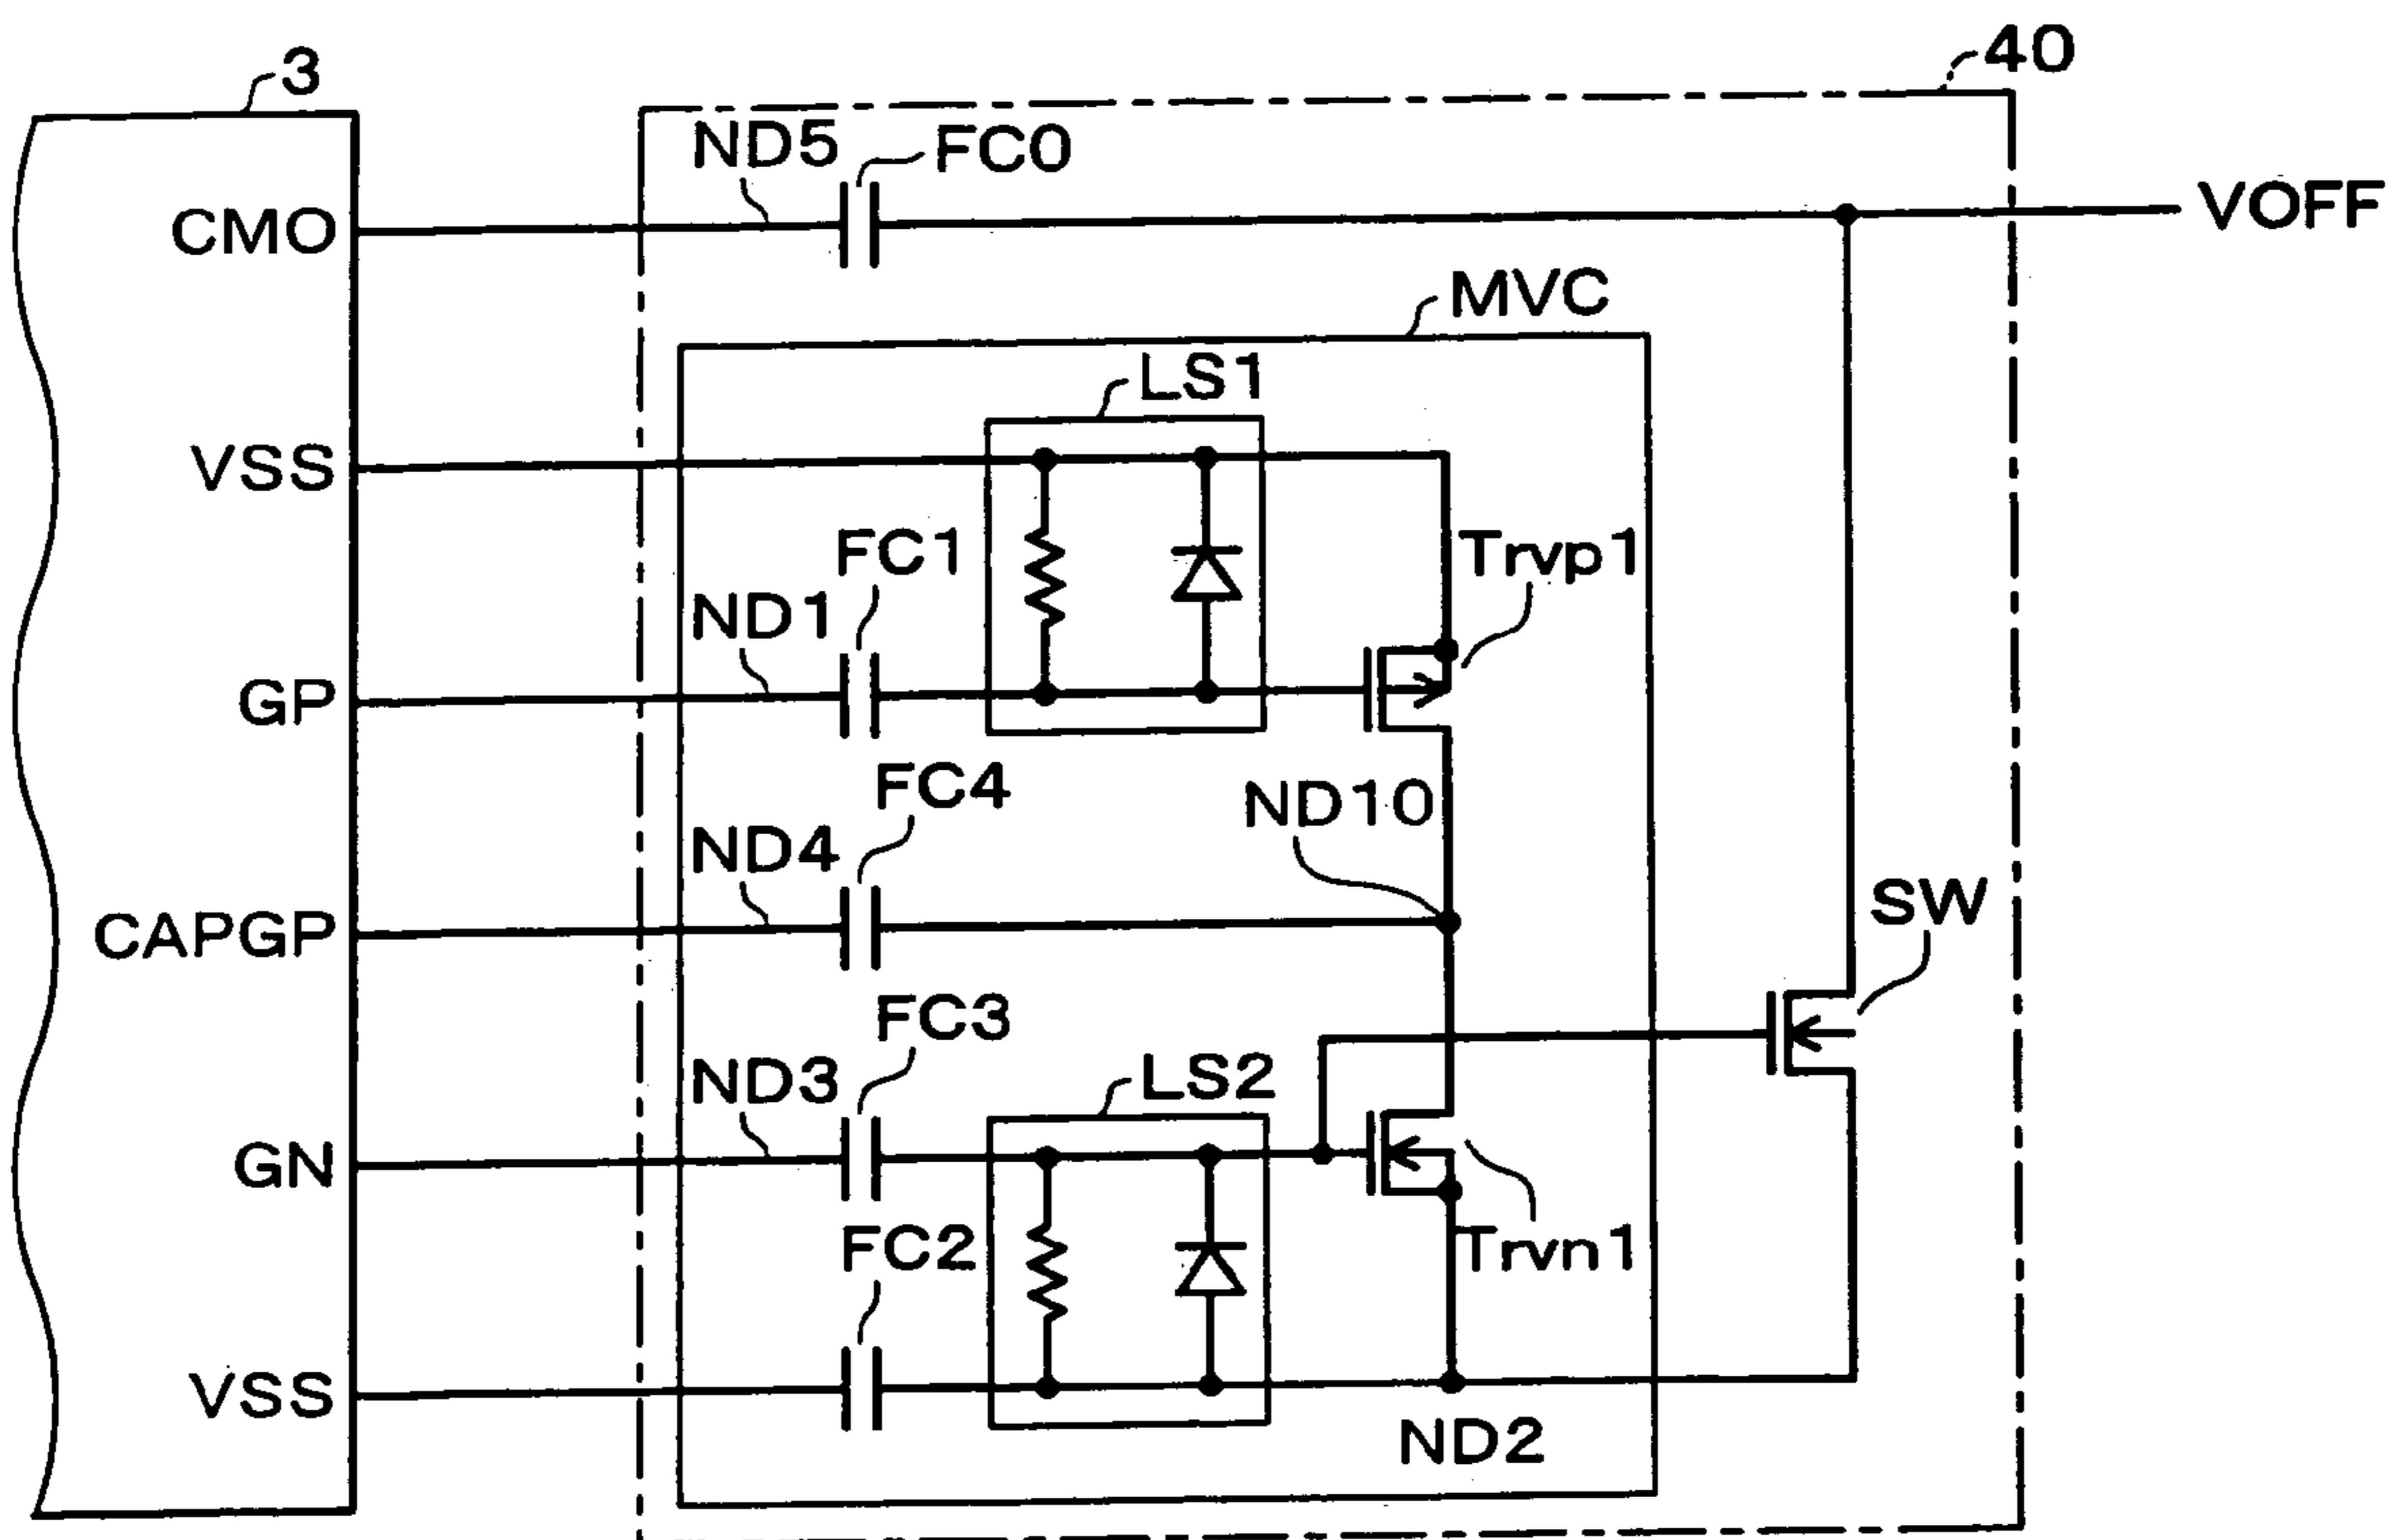 3
40
ND5
FC0
CMO
VOFF
MVC
LS1
VSS
FC1
Trvp1
ND1
GP
FC4
ND10
ND4
SW
CAPGP
FC3
LS2
ND3
GN
FC2
Trvn1
VSS
ND2